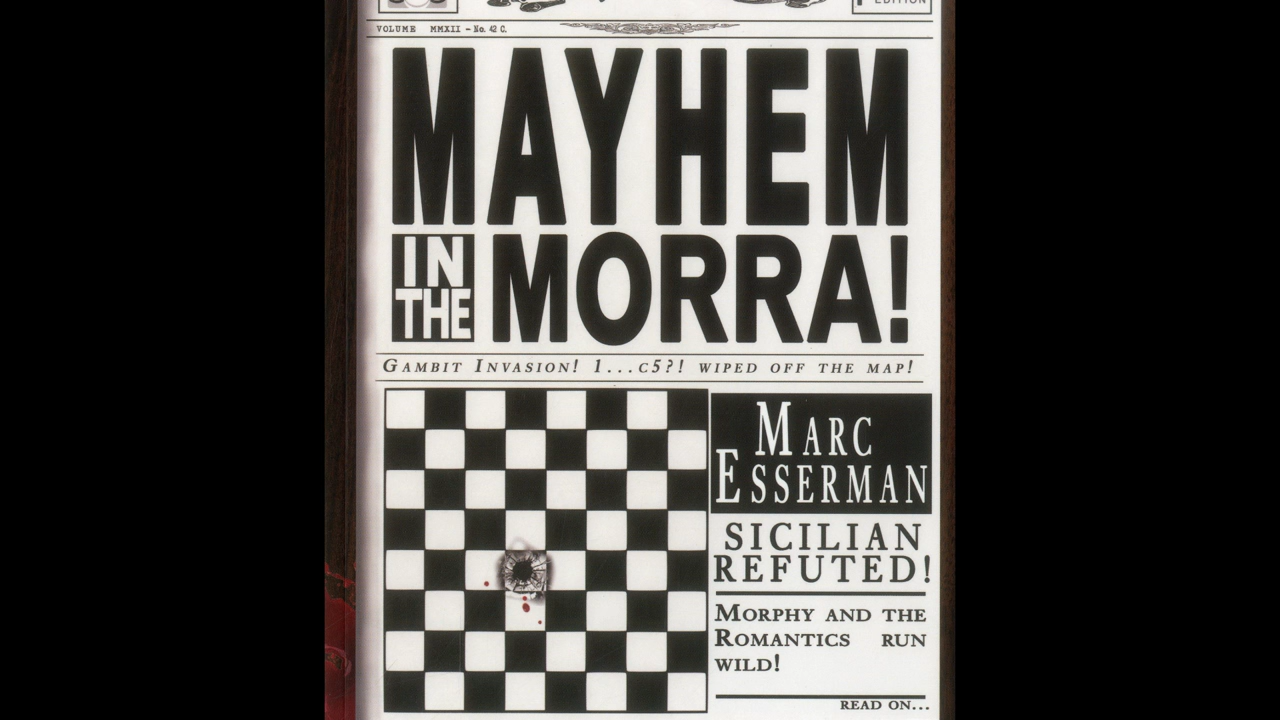 EDITION
VOLUME MMXII – No. 42 C.
MAYHEM
IN THE MORRA!
GAMBIT INVASION! 1...C5?! WIPED OFF THE MAP!
MARC
ESSERMAN
SICILIAN
REFUTED!
MORPHY AND THE
ROMANTICS RUN
WILD!
READ ON...